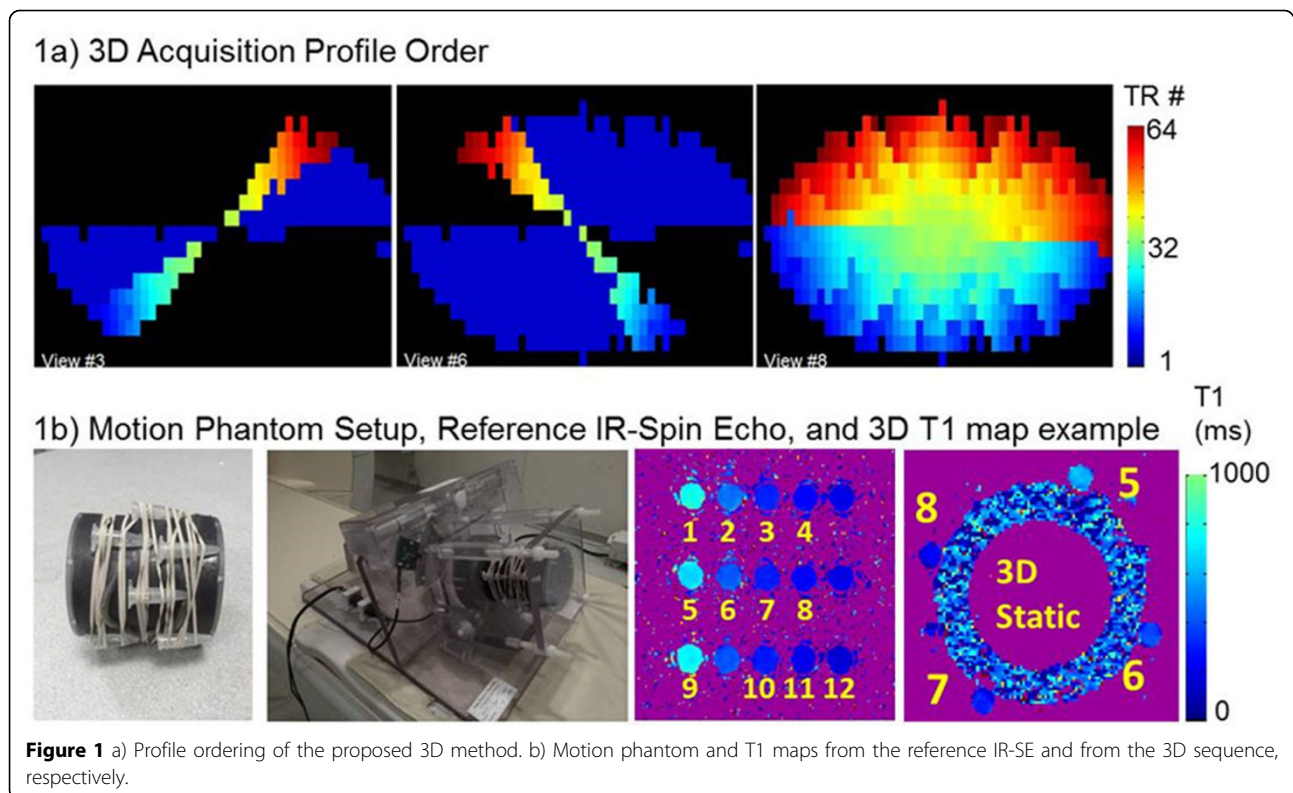 1a) 3D Acquisition Profile Order
TR #
64
32
1
View #3
View #6
View #8
1b) Motion Phantom Setup, Reference IR-Spin Echo, and 3D T1 map example
T1
(ms)
1000
0
1 2 3 4
5 6 7 8
9 10 11 12
8 5
3D
Static
7 6
Figure 1 a) Profile ordering of the proposed 3D method. b) Motion phantom and T1 maps from the reference IR-SE and from the 3D sequence,
respectively.